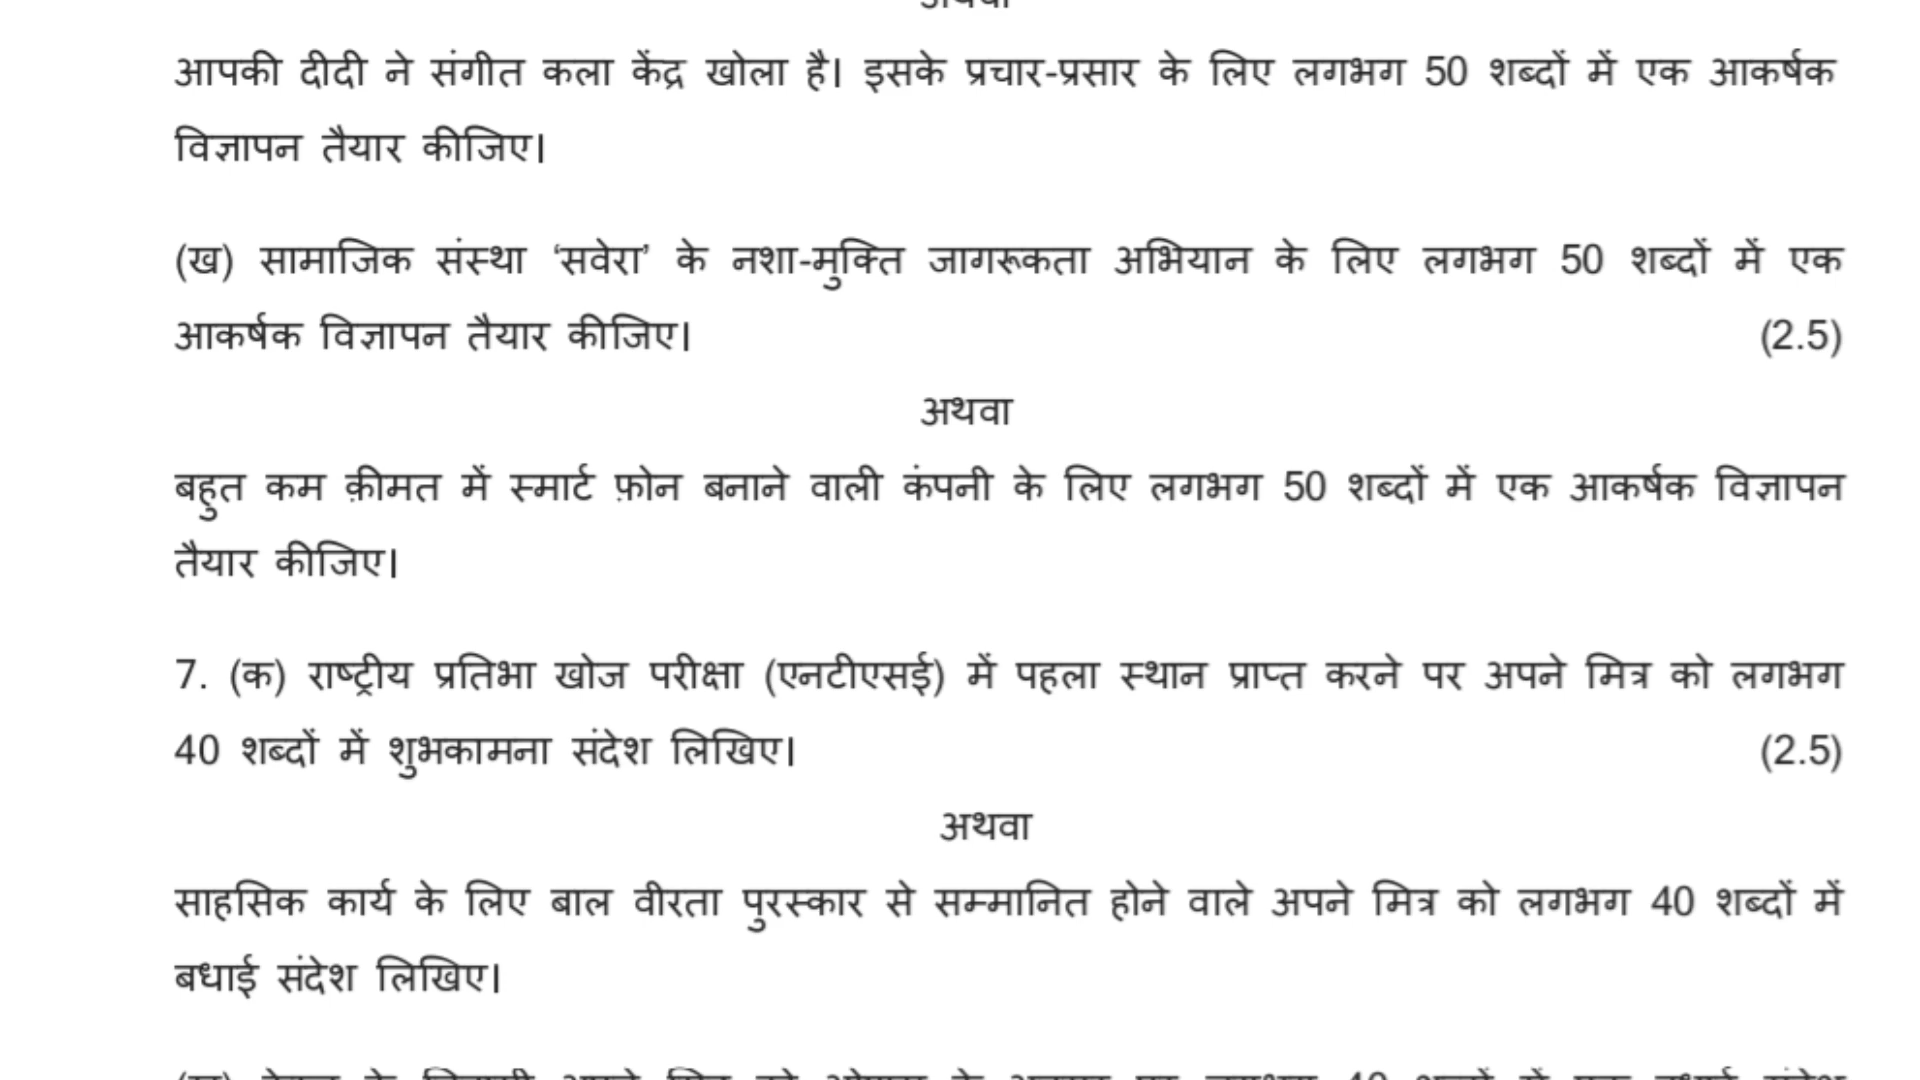 आपकी दीदी ने संगीत कला केंद्र खोला है। इसके प्रचार-प्रसार के लिए लगभग 50 शब्दों में एक आकर्षक
विज्ञापन तैयार कीजिए।
(ख) सामाजिक संस्था ‘सवेरा’ के नशा-मुक्ति जागरूकता अभियान के लिए लगभग 50 शब्दों में एक
आकर्षक विज्ञापन तैयार कीजिए। (2.5)
अथवा
बहुत कम क़ीमत में स्मार्ट फ़ोन बनाने वाली कंपनी के लिए लगभग 50 शब्दों में एक आकर्षक विज्ञापन
तैयार कीजिए।
7. (क) राष्ट्रीय प्रतिभा खोज परीक्षा (एनटीएसई) में पहला स्थान प्राप्त करने पर अपने मित्र को लगभग
40 शब्दों में शुभकामना संदेश लिखिए। (2.5)
अथवा
साहसिक कार्य के लिए बाल वीरता पुरस्कार से सम्मानित होने वाले अपने मित्र को लगभग 40 शब्दों में
बधाई संदेश लिखिए।